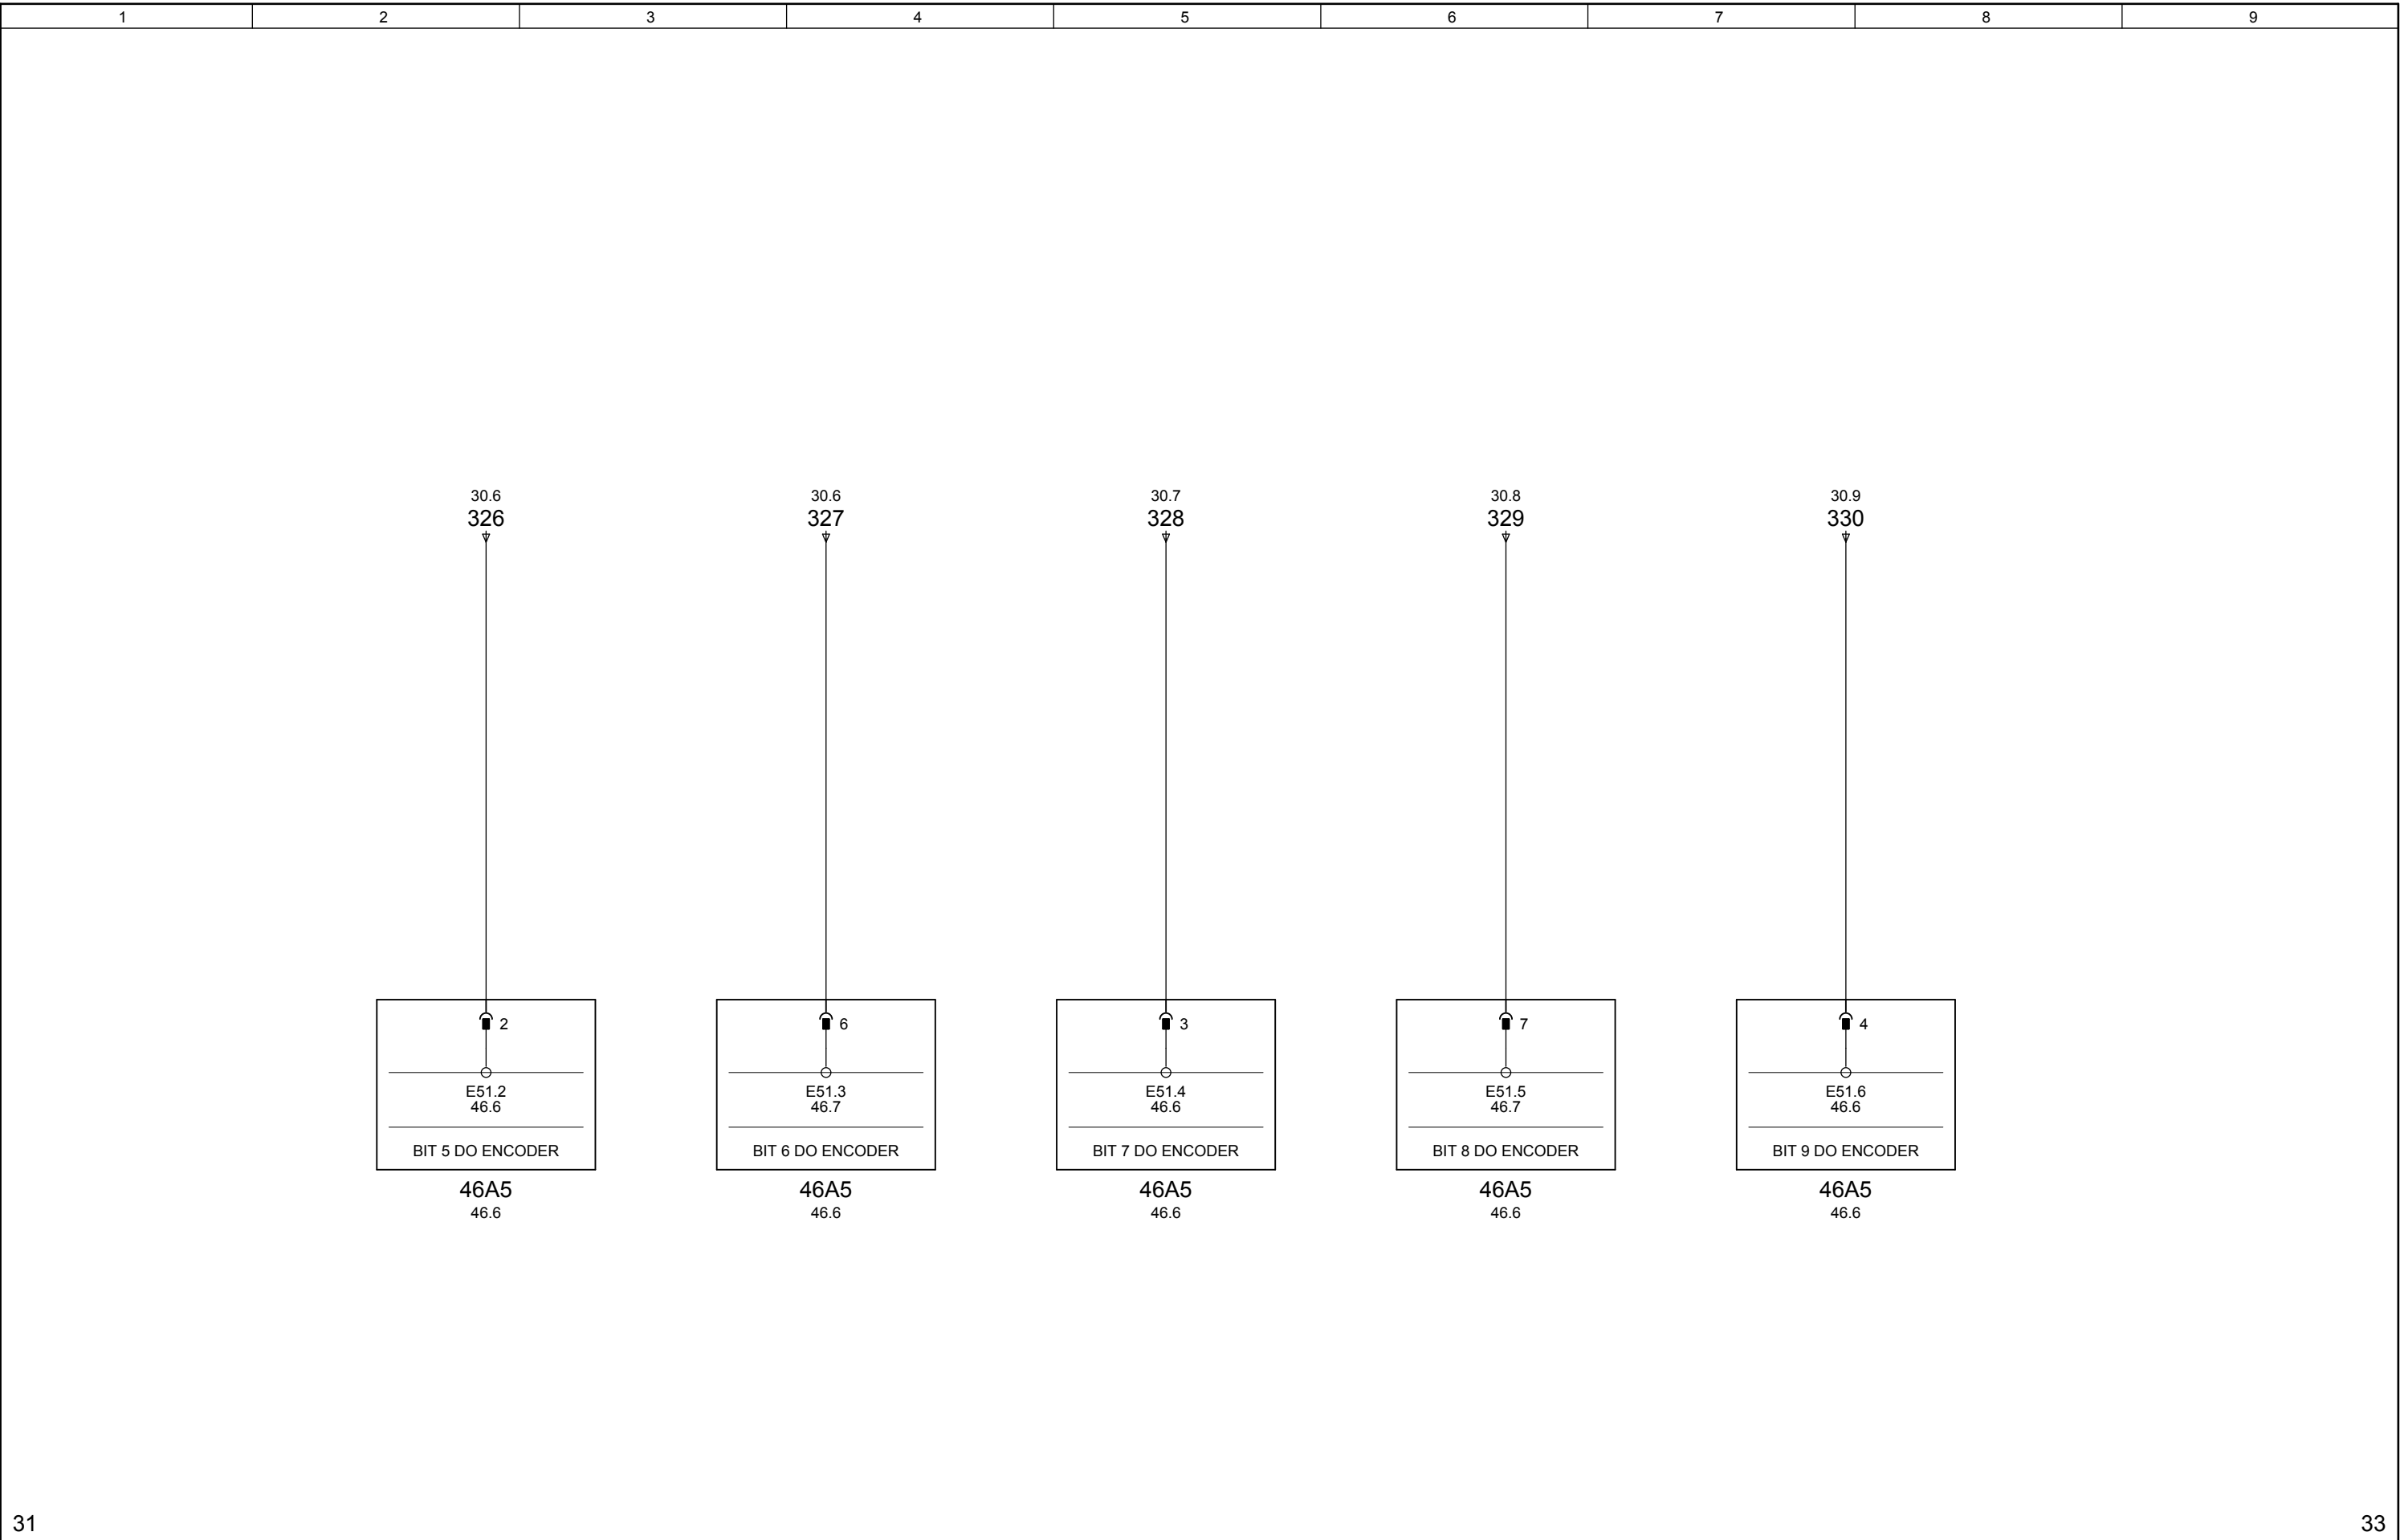 1 2 3 4 5 6 7 8 9
30.6 30.6 30.7 30.8 30.9
326 327 328 329 330
2 6 3 7 4
E51.2 E51.3 E51.4 E51.5 E51.6
46.6 46.7 46.6 46.7 46.6
BIT 5 DO ENCODER BIT 6 DO ENCODER BIT 7 DO ENCODER BIT 8 DO ENCODER BIT 9 DO ENCODER
46A5 46A5 46A5 46A5 46A5
46.6 46.6 46.6 46.6 46.6
31 33